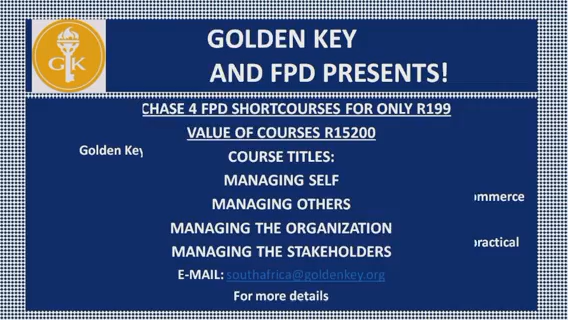 GOLDEN KEY
AND FPD PRESENTS!
G K
CHASE 4 FPD SHORTCOURSES FOR ONLY R199
VALUE OF COURSES R15200
Golden Key
COURSE TITLES:
MANAGING SELF
MANAGING OTHERS
mmerce
MANAGING THE ORGANIZATION
practical
MANAGING THE STAKEHOLDERS
E-MAIL: southafrica@goldenkey.org
For more details